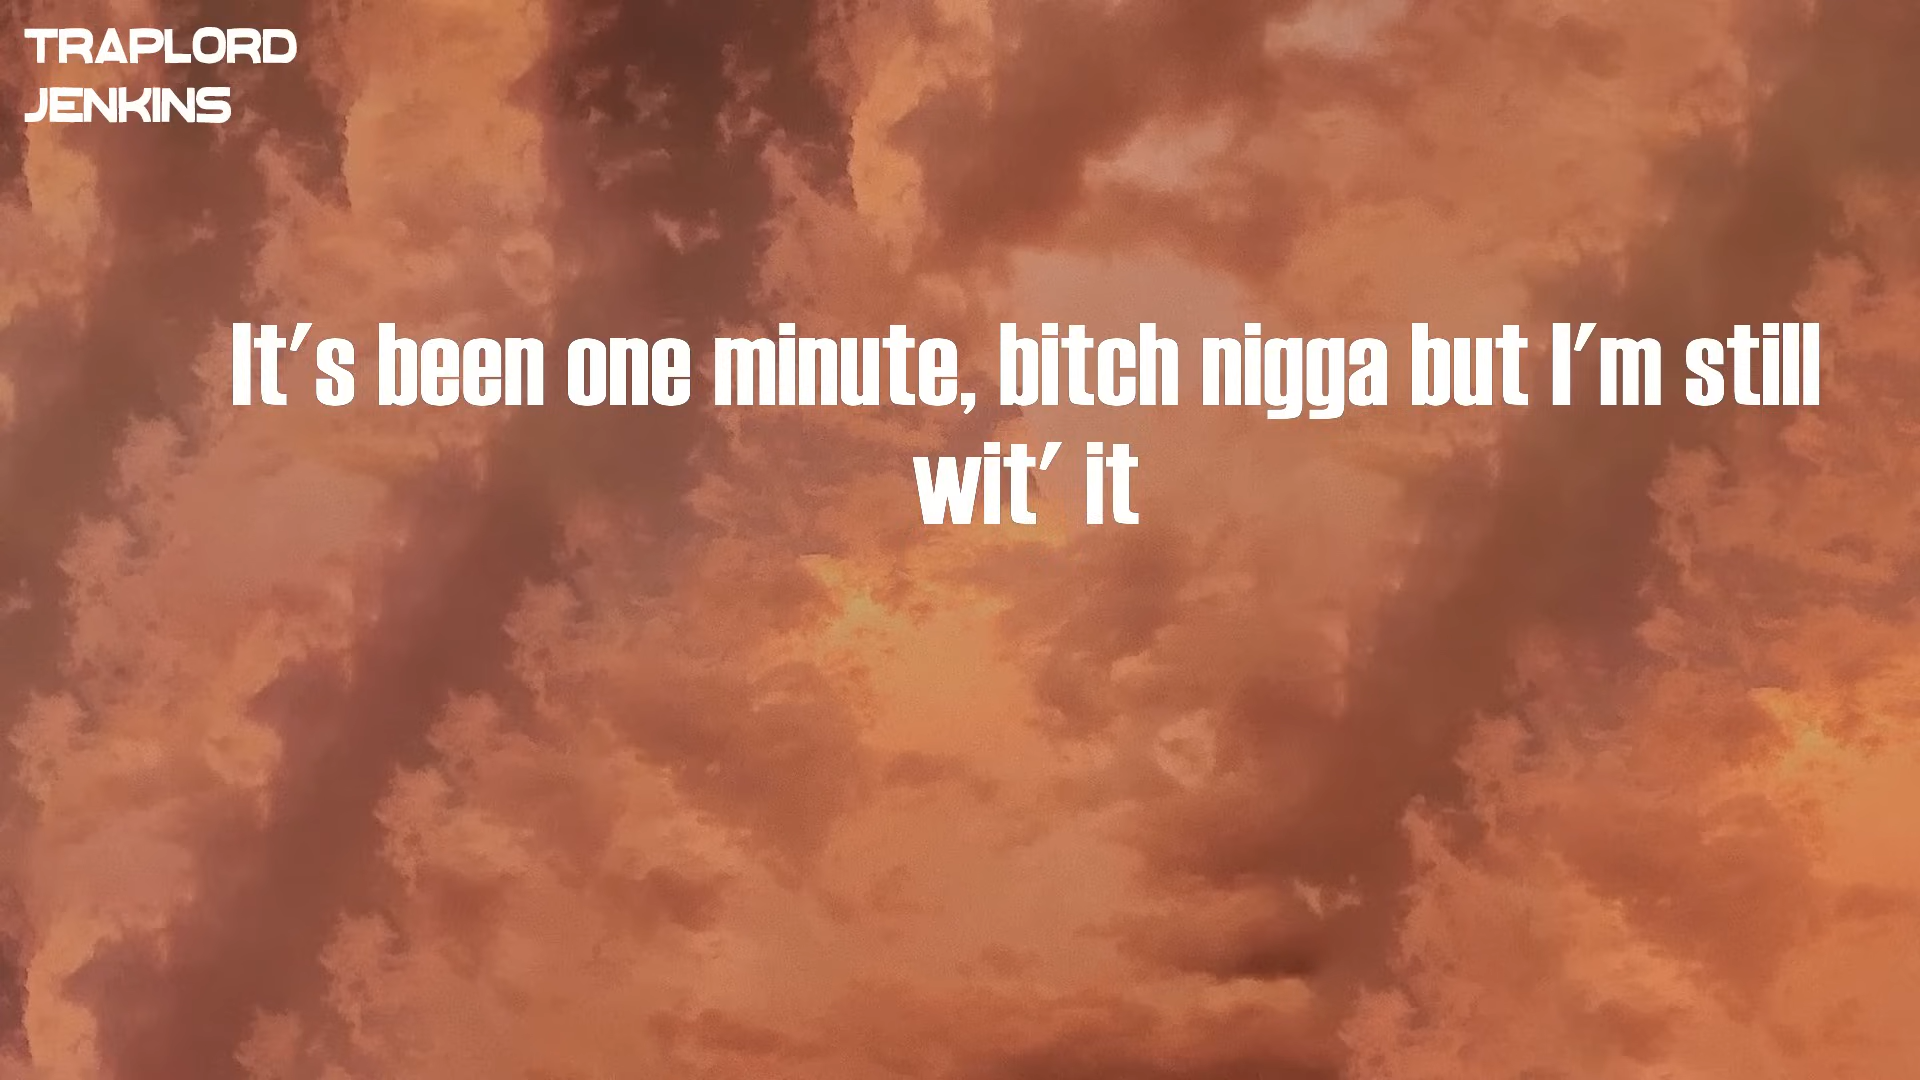 TRAPLORD
JENKINS
It's been one minute, bitch nigga but I'm still
wit' it